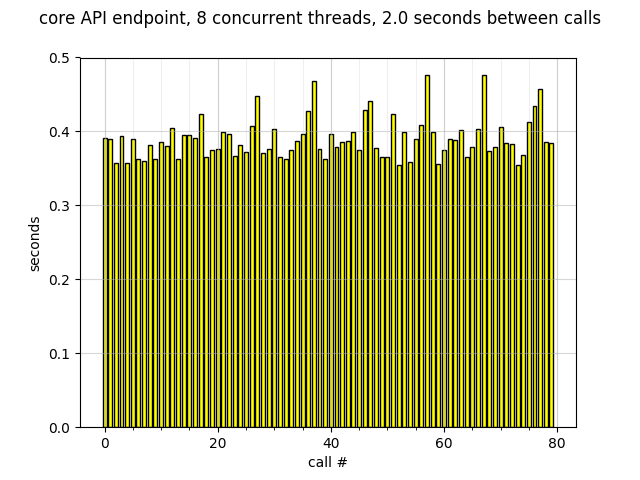 core API endpoint, 8 concurrent threads, 2.0 seconds between calls
0.5
0.4
0.3
0.2
0.1
0.0
seconds
0 20 40 60 80
call #